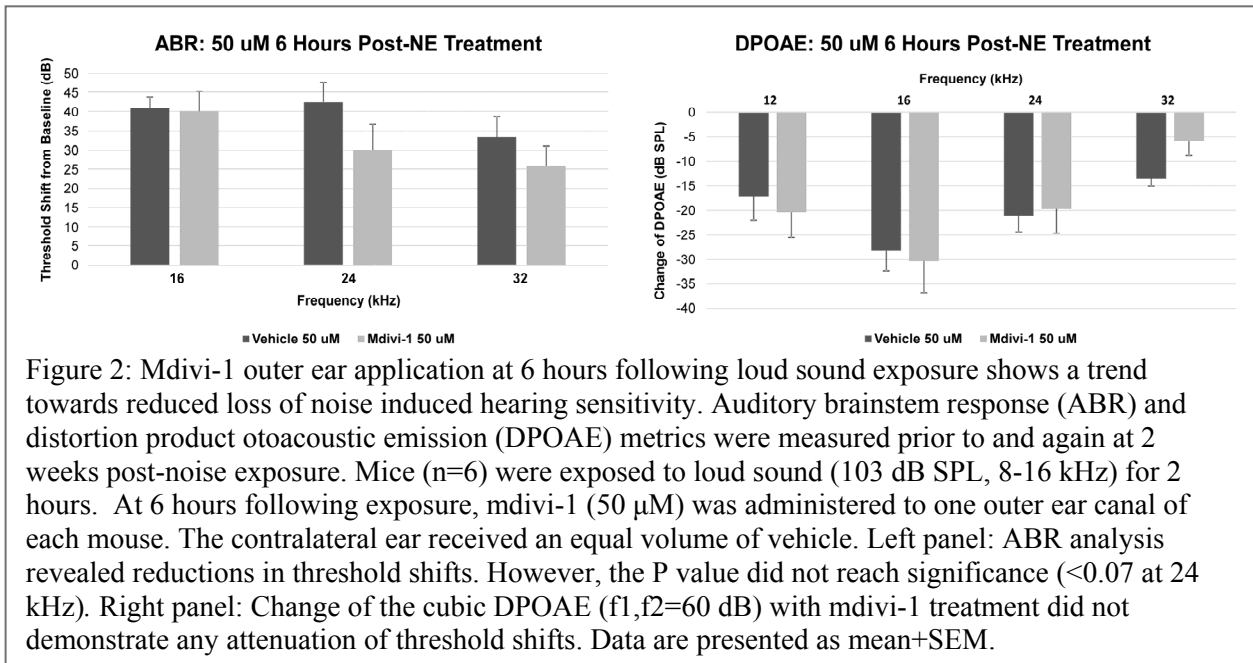 ABR: 50 uM 6 Hours Post-NE Treatment
Threshold Shift from Baseline (dB)
50
45
40
35
30
25
20
15
10
5
0
16 24 32
Frequency (kHz)
Vehicle 50 uM Mdivi-1 50 uM
DPOAE: 50 uM 6 Hours Post-NE Treatment
Frequency (kHz)
12 16 24 32
Change of DPOAE (dB SPL)
0
-5
-10
-15
-20
-25
-30
-35
-40
Vehicle 50 uM Mdivi-1 50 uM
Figure 2: Mdivi-1 outer ear application at 6 hours following loud sound exposure shows a trend
towards reduced loss of noise induced hearing sensitivity. Auditory brainstem response (ABR) and
distortion product otoacoustic emission (DPOAE) metrics were measured prior to and again at 2
weeks post-noise exposure. Mice (n=6) were exposed to loud sound (103 dB SPL, 8-16 kHz) for 2
hours.  At 6 hours following exposure, mdivi-1 (50 μM) was administered to one outer ear canal of
each mouse. The contralateral ear received an equal volume of vehicle. Left panel: ABR analysis
revealed reductions in threshold shifts. However, the P value did not reach significance (<0.07 at 24
kHz). Right panel: Change of the cubic DPOAE (f1,f2=60 dB) with mdivi-1 treatment did not
demonstrate any attenuation of threshold shifts. Data are presented as mean+SEM.